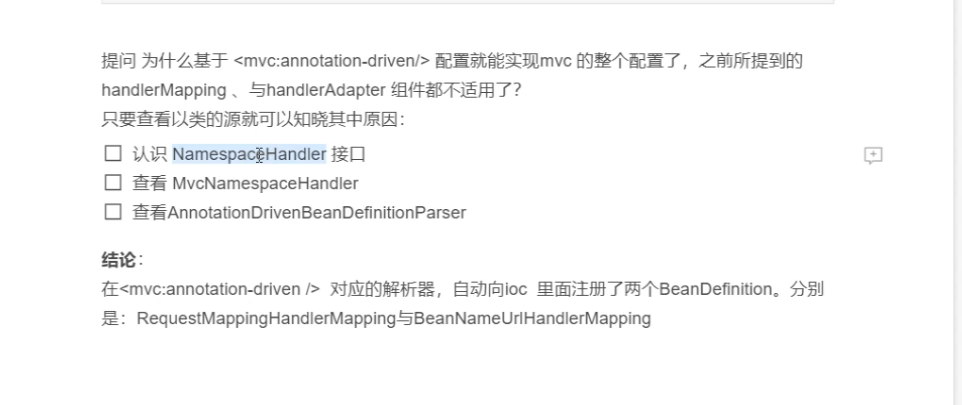 提问 为什么基于 <mvc:annotation-driven/> 配置就能实现mvc 的整个配置了，之前所提到的
handlerMapping 、与handlerAdapter 组件都不适用了？
只要查看以类的源就可以知晓其中原因：
认识 NamespaceHandler 接口
查看 MvcNamespaceHandler
查看AnnotationDrivenBeanDefinitionParser
结论：
在<mvc:annotation-driven /> 对应的解析器，自动向ioc 里面注册了两个BeanDefinition。分别
是：RequestMappingHandlerMapping与BeanNameUrlHandlerMapping